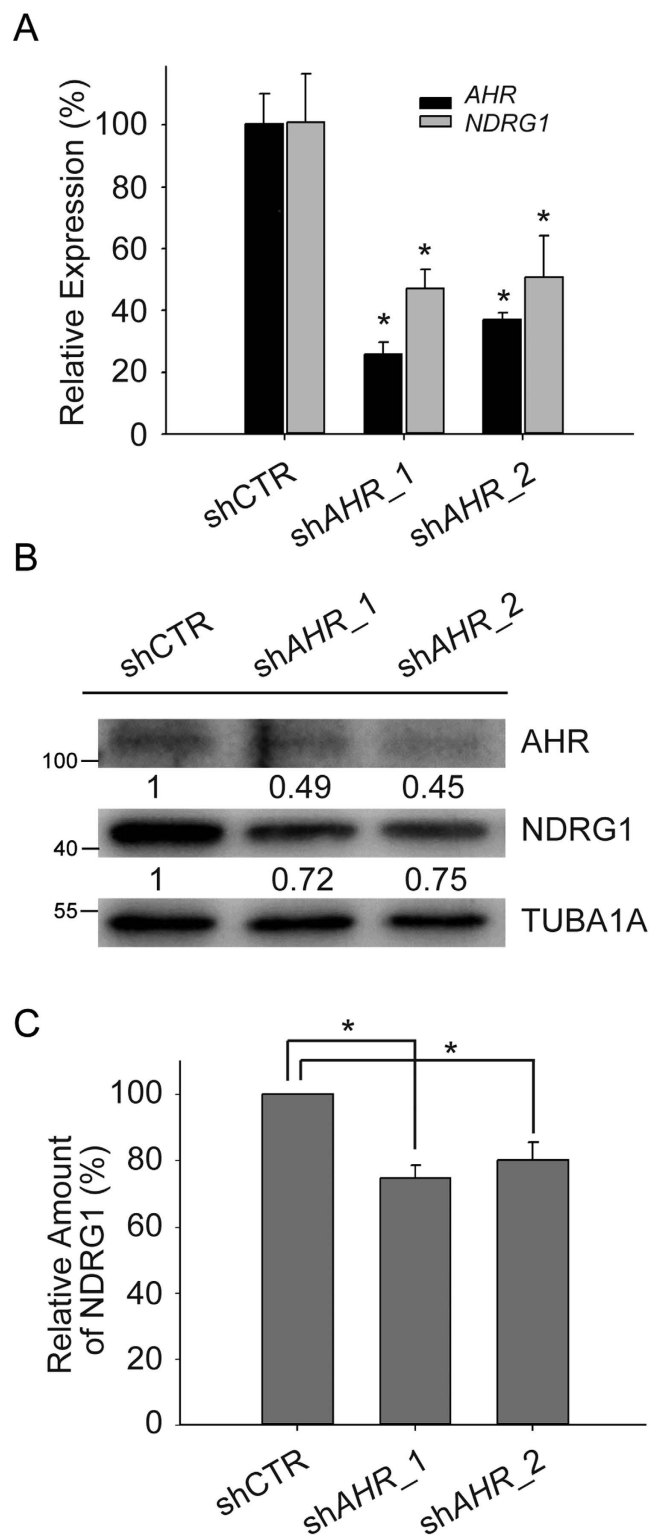 A
Relative Expression (%)
100
80
60
40
20
0
AHR
NDRG1
*
*
*
*
shCTR
shAHR_1
shAHR_2
B
shCTR
shAHR_1
shAHR_2
100
AHR
1 0.49 0.45
40
NDRG1
1 0.72 0.75
55
TUBA1A
C
Relative Amount
of NDRG1 (%)
100
80
60
40
20
0
*
*
shCTR
shAHR_1
shAHR_2